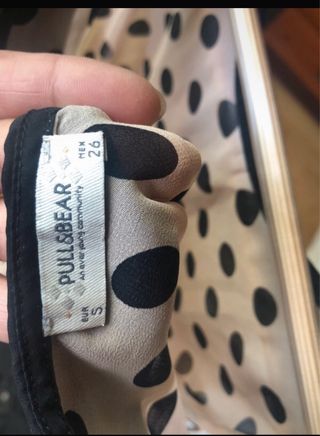 PULL&BEAR
An everyday community
EUR
S
MEX
26